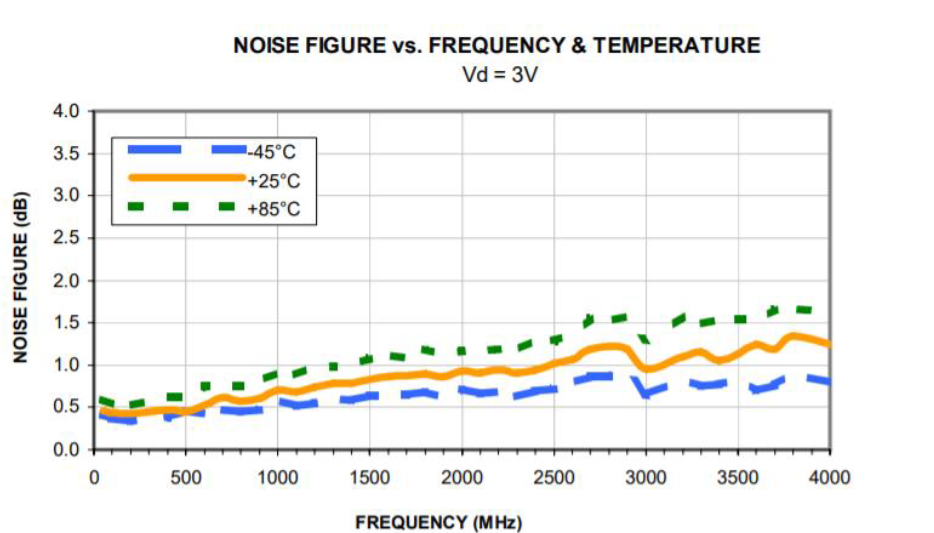 NOISE FIGURE vs. FREQUENCY & TEMPERATURE
Vd = 3V
4.0
3.5
3.0
2.5
2.0
1.5
1.0
0.5
0.0
NOISE FIGURE (dB)
-45°C
+25°C
+85°C
0 500 1000 1500 2000 2500 3000 3500 4000
FREQUENCY (MHz)